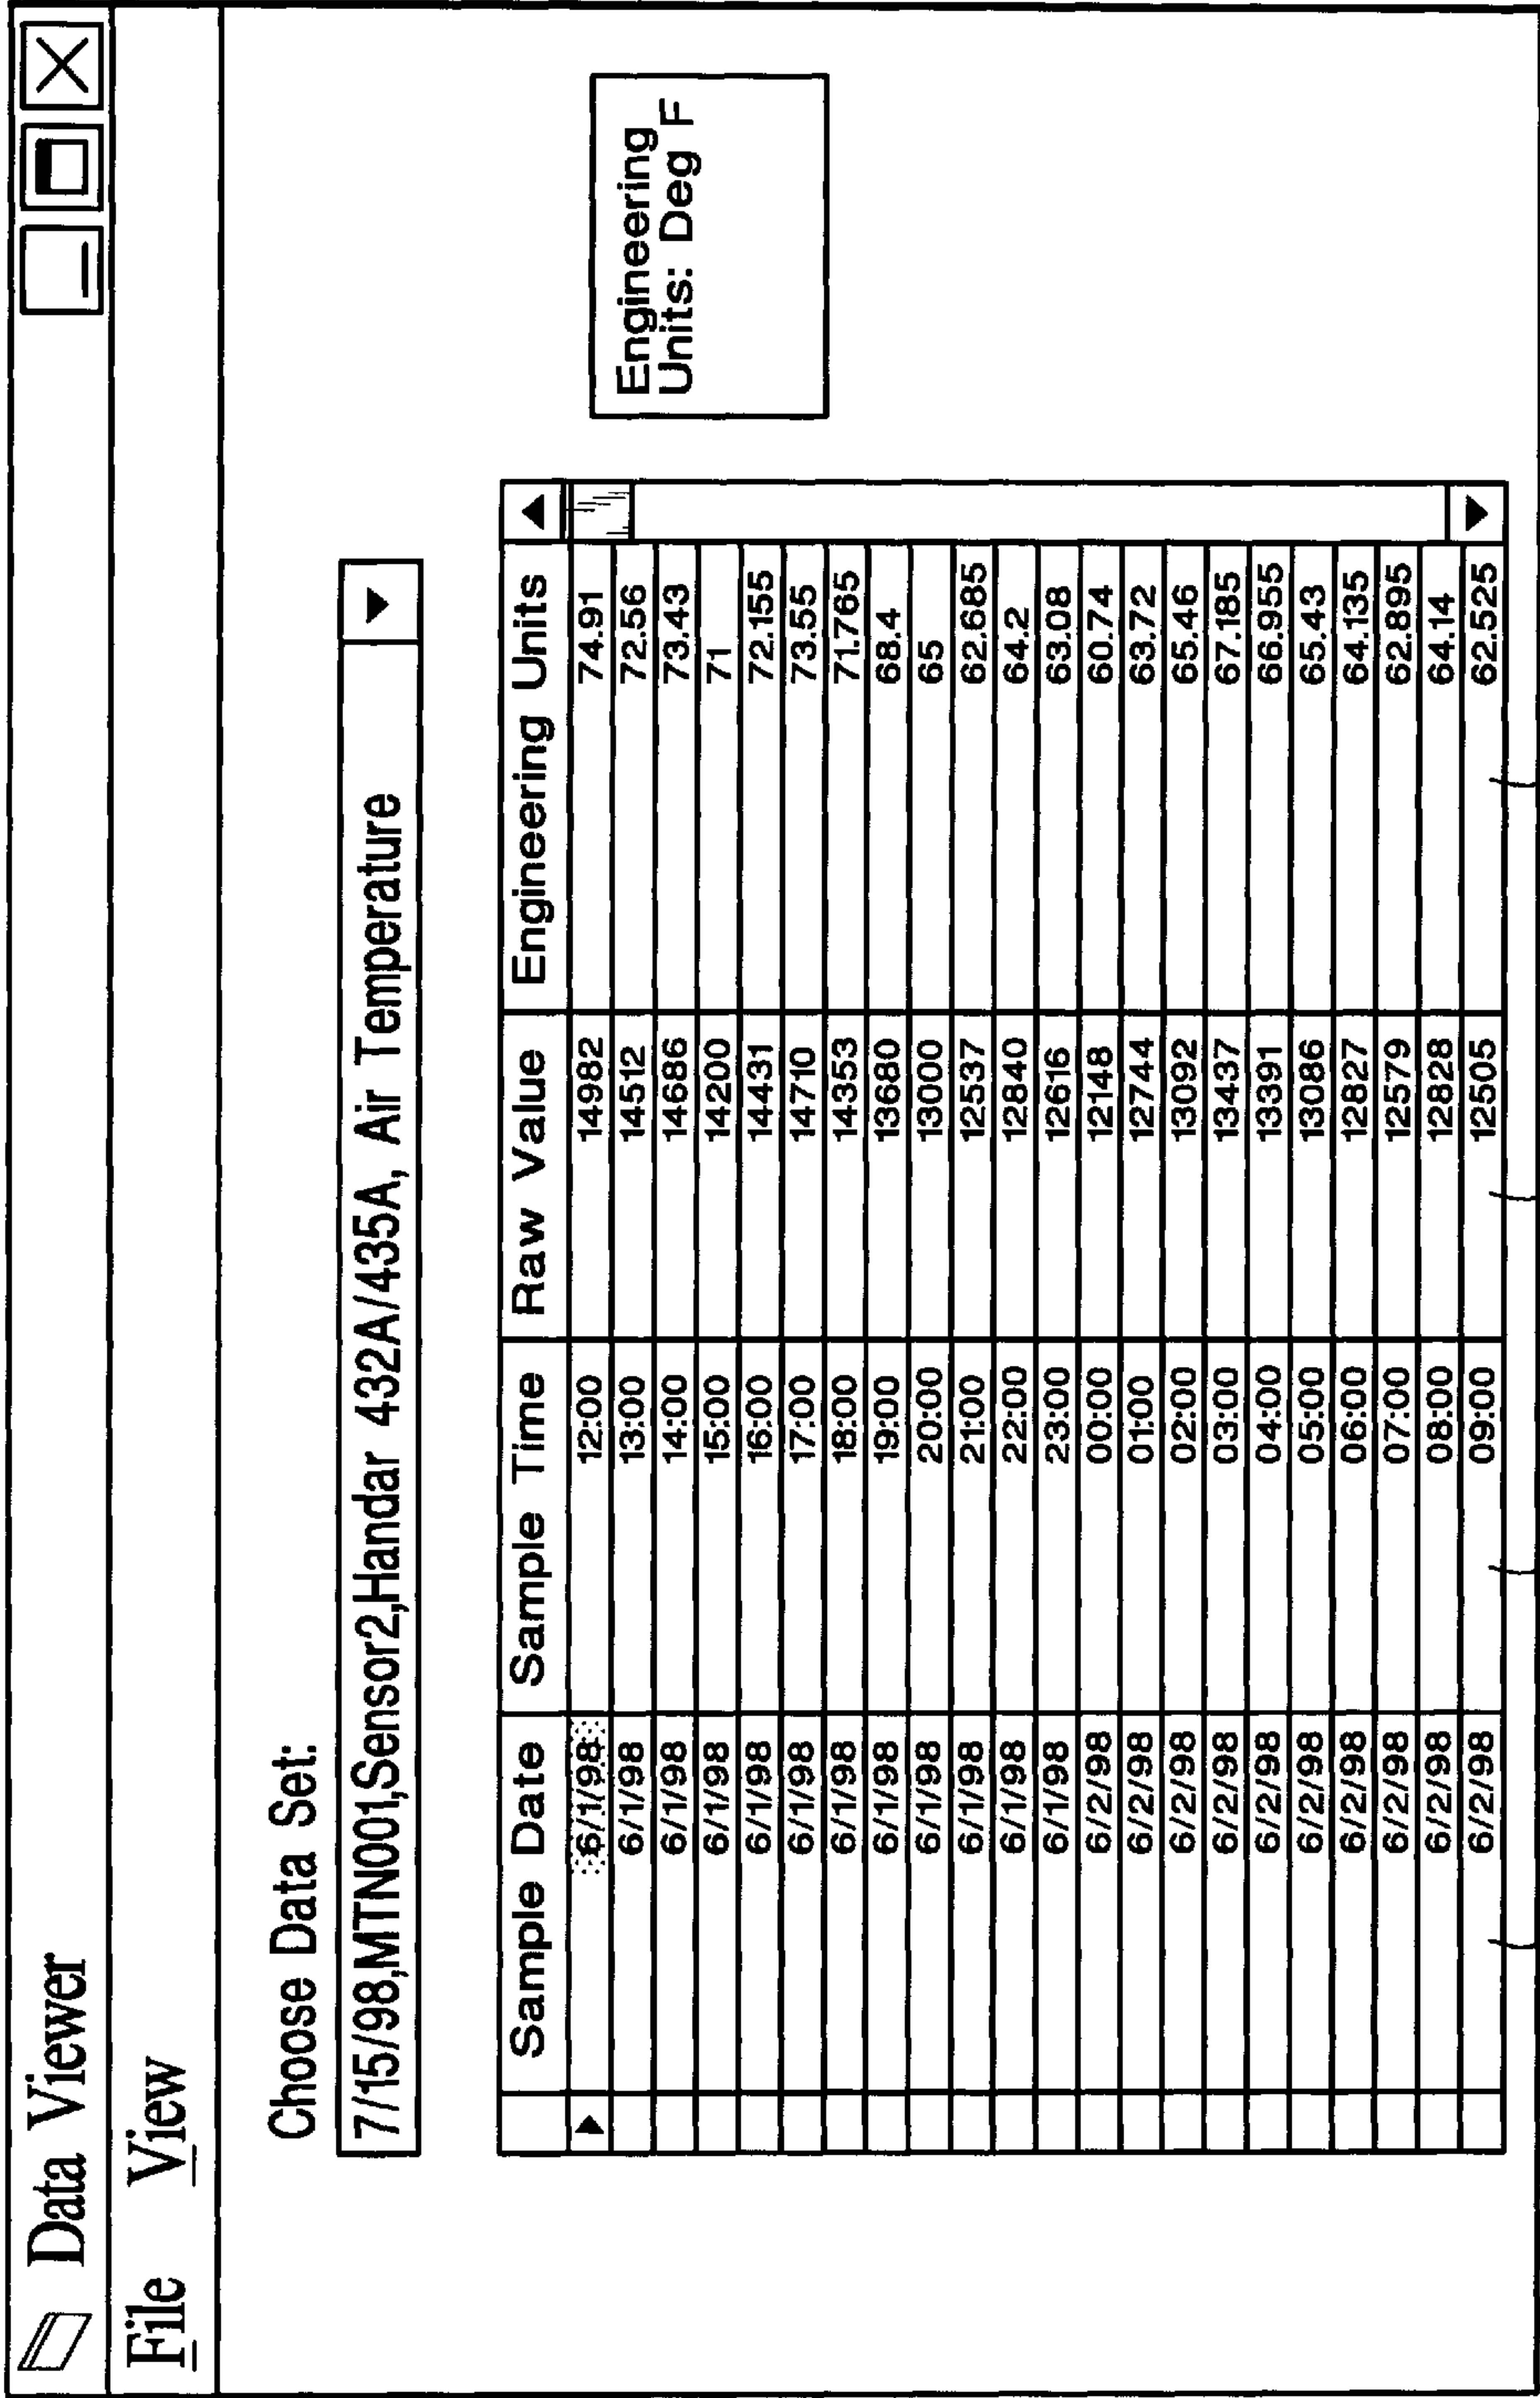 Data Viewer
File View
Choose Data Set:
7/15/98,MTN001,Sensor2,Handar 432A/435A, Air Temperature
Sample Date Sample Time Raw Value Engineering Units
6/1/98 12:00 14982 74.91
6/1/98 13:00 14512 72.56
6/1/98 14:00 14686 73.43
6/1/98 15:00 14200 71
6/1/98 16:00 14431 72.155
6/1/98 17:00 14710 73.55
6/1/98 18:00 14353 71.765
6/1/98 19:00 13680 68.4
6/1/98 20:00 13000 65
6/1/98 21:00 12537 62.685
6/1/98 22:00 12840 64.2
6/1/98 23:00 12616 63.08
6/2/98 00:00 12148 60.74
6/2/98 01:00 12744 63.72
6/2/98 02:00 13092 65.46
6/2/98 03:00 13437 67.185
6/2/98 04:00 13391 66.955
6/2/98 05:00 13086 65.43
6/2/98 06:00 12827 64.135
6/2/98 07:00 12579 62.895
6/2/98 08:00 12828 64.14
6/2/98 09:00 12505 62.525
Engineering
Units: Deg F